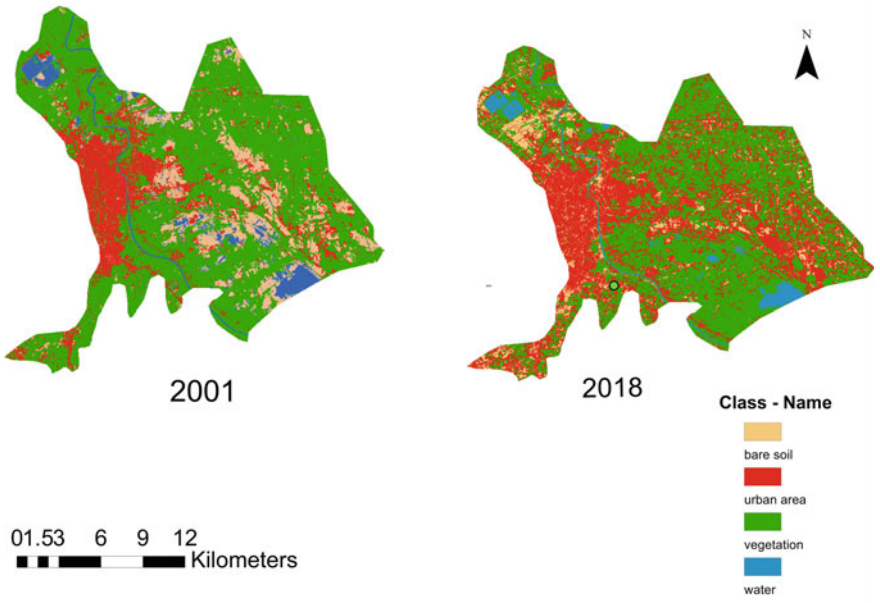 N
2001
2018
Class - Name
bare soil
urban area
vegetation
water
01.53 6 9 12
Kilometers